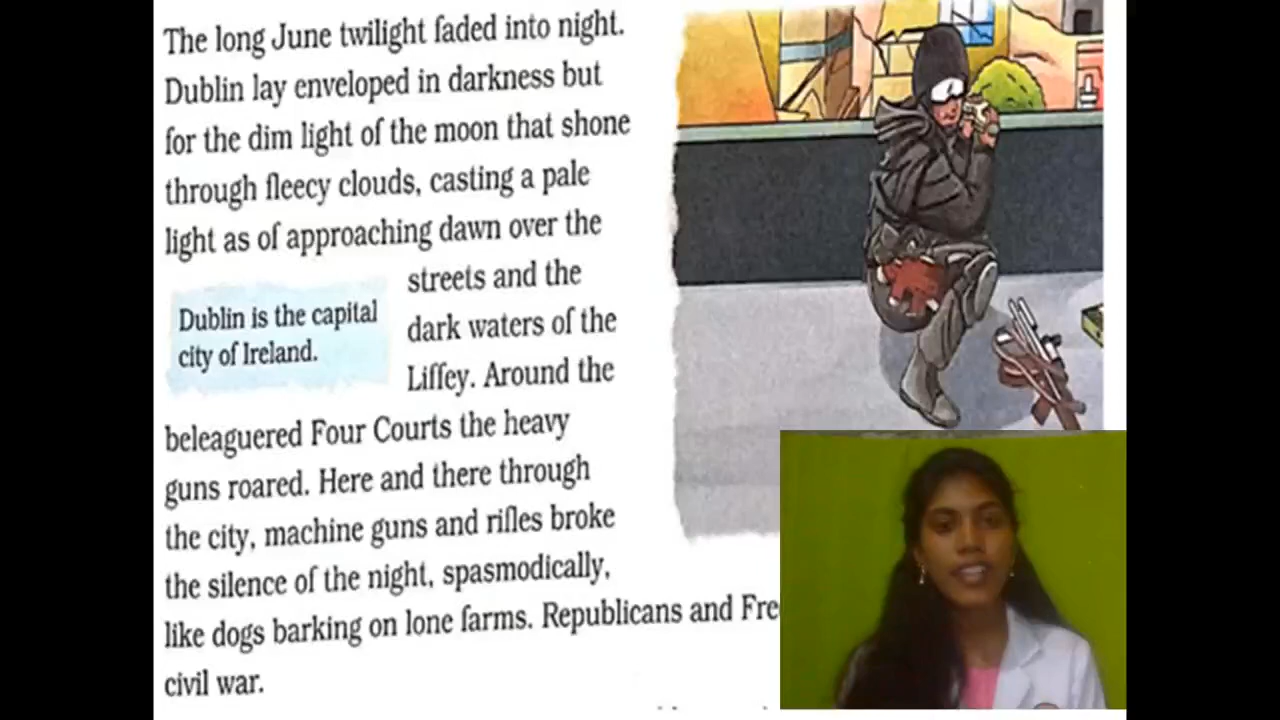 The long June twilight faded into night.
Dublin lay enveloped in darkness but
for the dim light of the moon that shone
through fleecy clouds, casting a pale
light as of approaching dawn over the
streets and the
dark waters of the
Liffey. Around the
Dublin is the capital
city of Ireland.
beleaguered Four Courts the heavy
guns roared. Here and there through
the city, machine guns and rifles broke
the silence of the night, spasmodically,
like dogs barking on lone farms. Republicans and Fre
civil war.